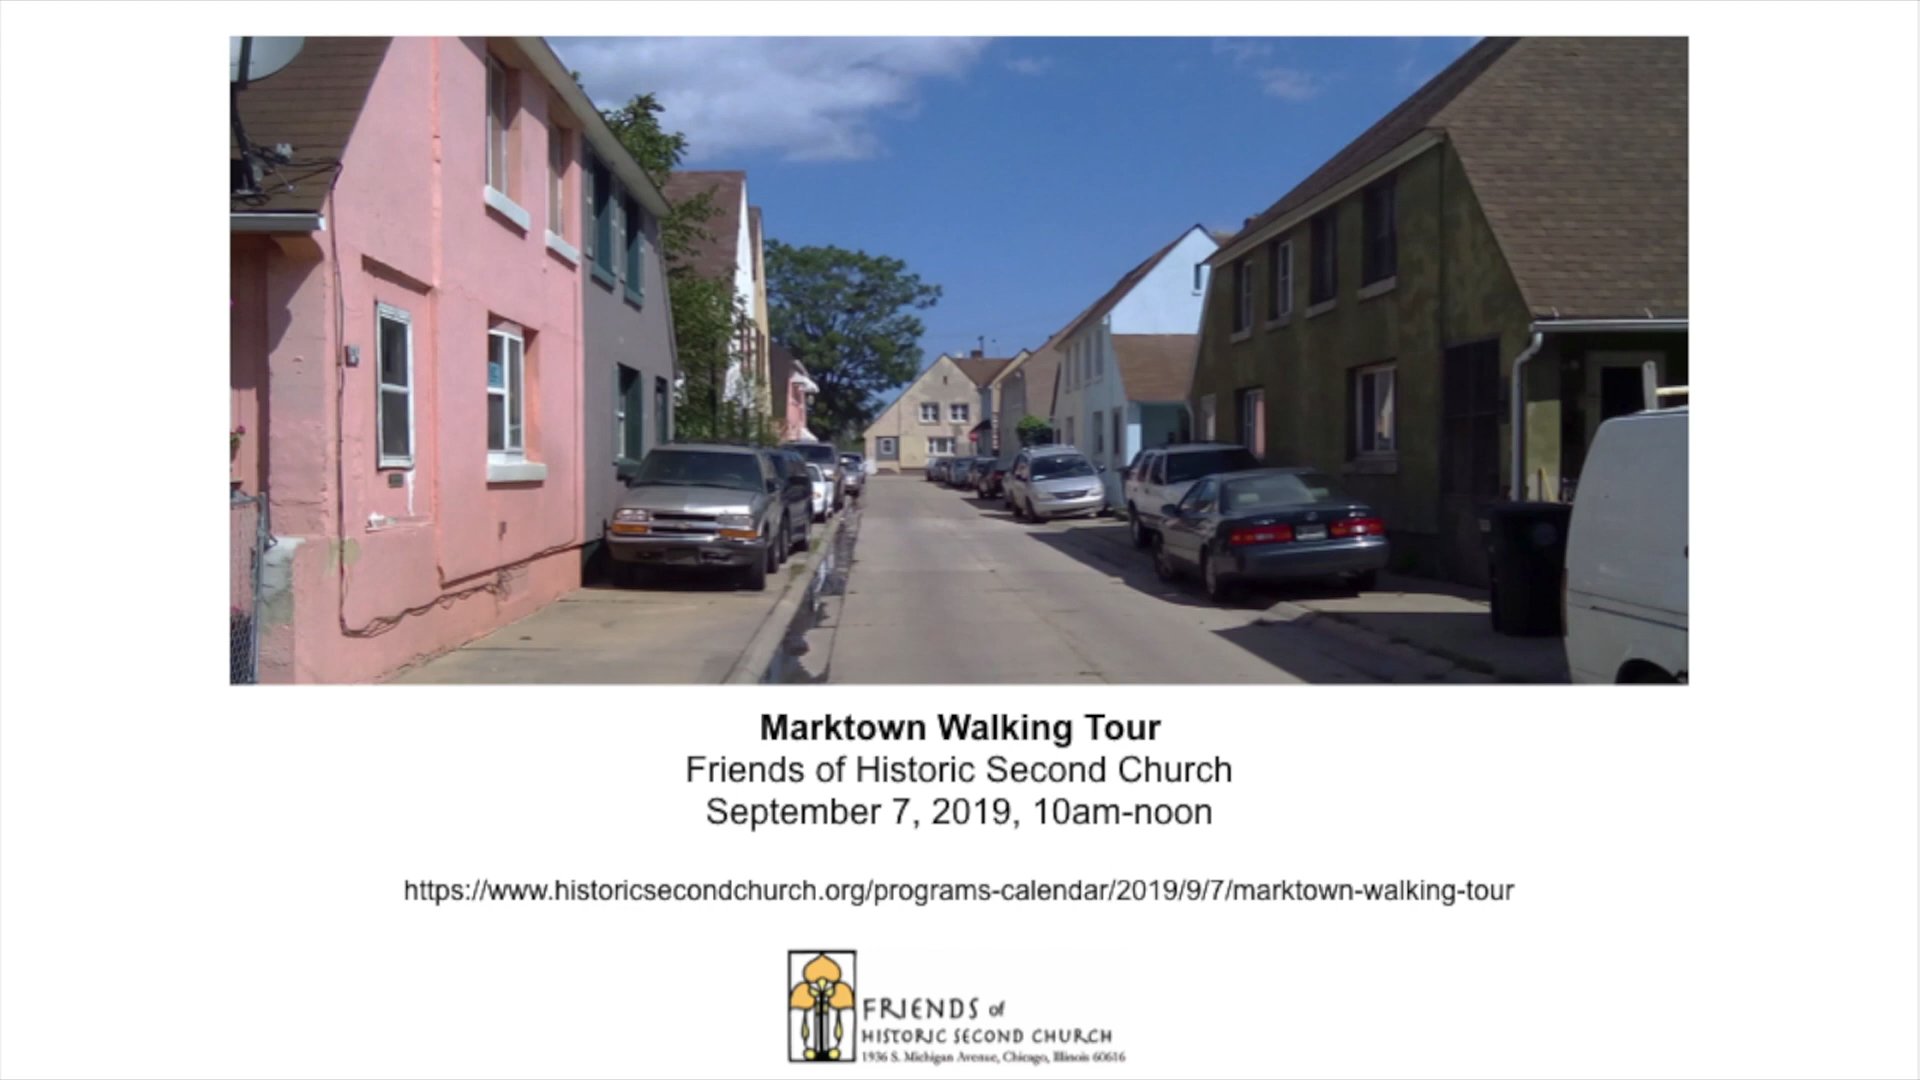 Marktown Walking Tour
Friends of Historic Second Church
September 7, 2019, 10am-noon
https://www.historicsecondchurch.org/programs-calendar/2019/9/7/marktown-walking-tour
FRIENDS of
HISTORIC SECOND CHURCH
1936 S. Michigan Avenue, Chicago, Illinois 60616